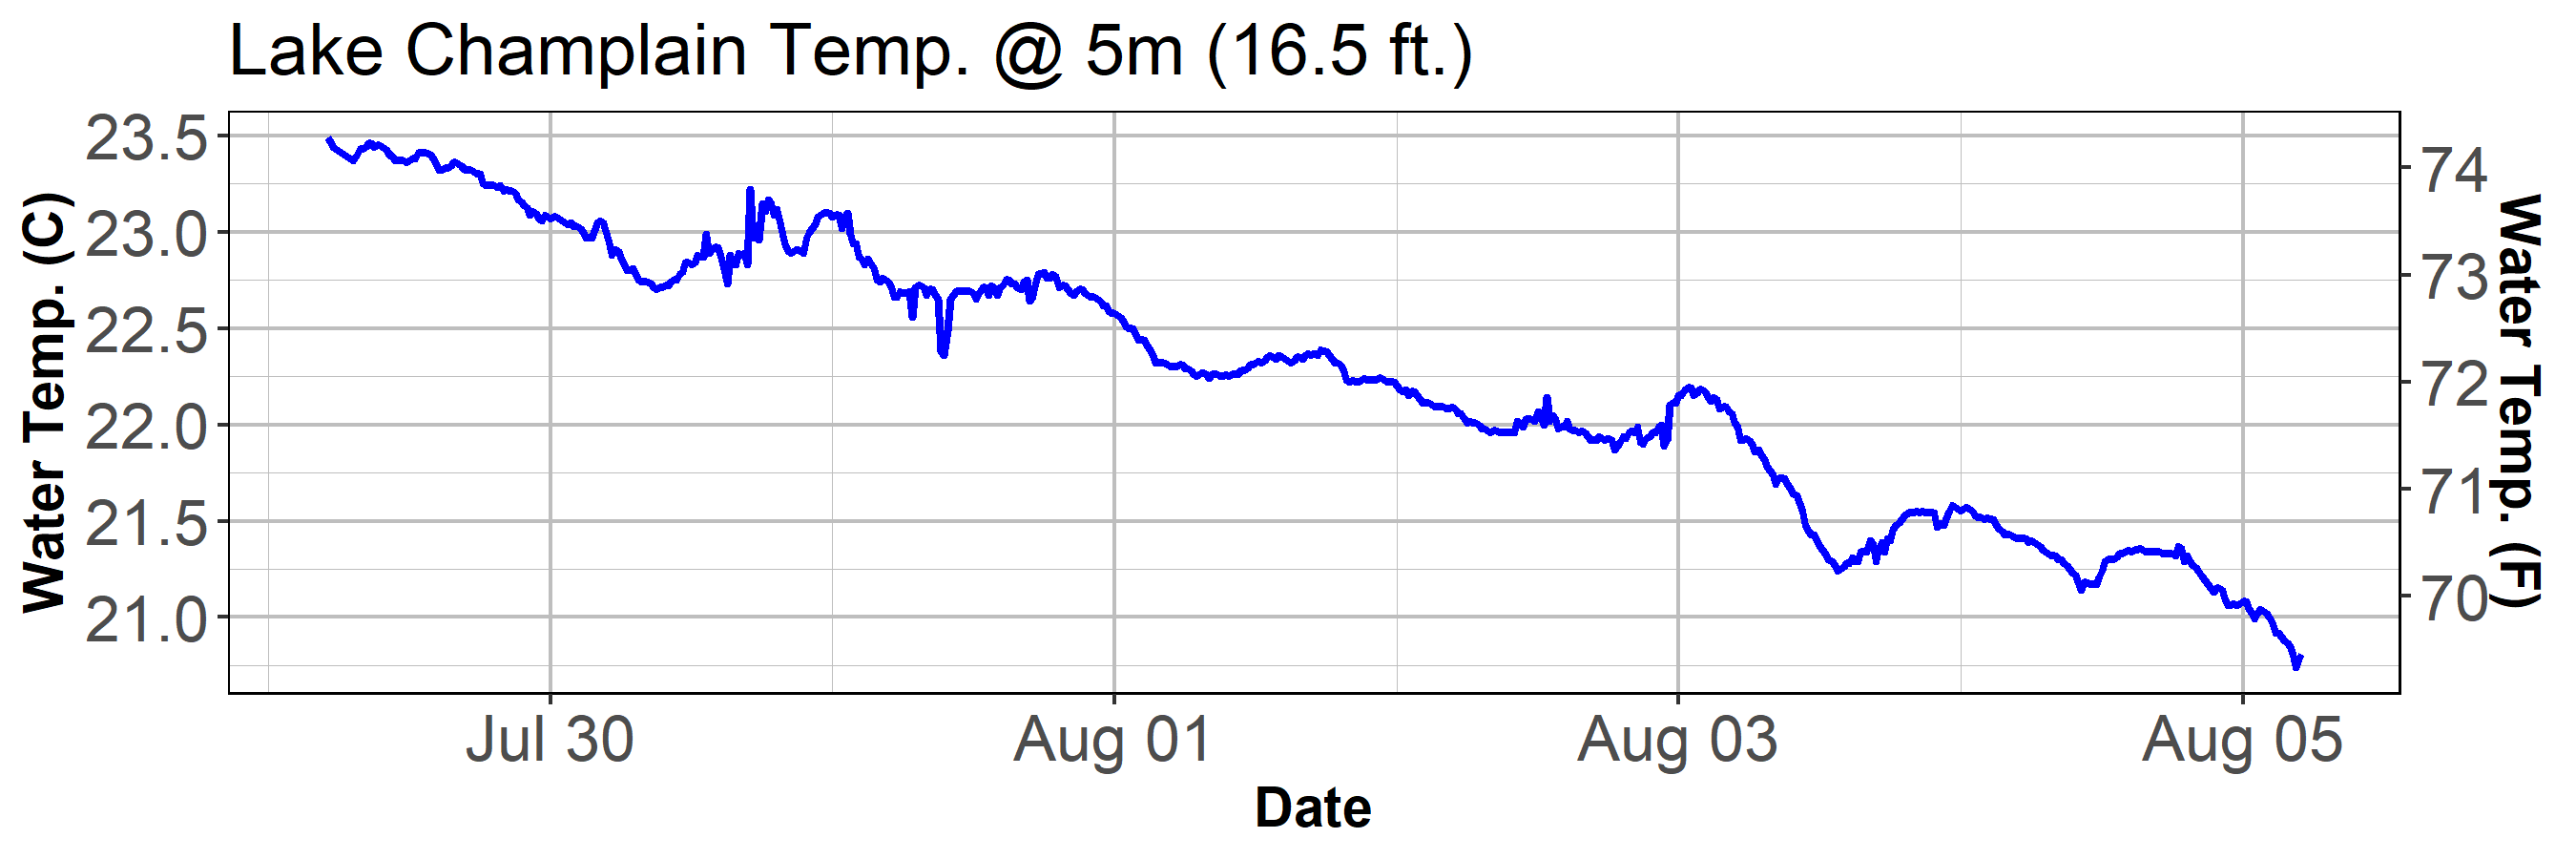 Lake Champlain Temp. @ 5m (16.5 ft.)
Water Temp. (C)
23.5
23.0
22.5
22.0
21.5
21.0
74
73
72
71
70
Water Temp. (F)
Jul 30
Aug 01
Aug 03
Aug 05
Date